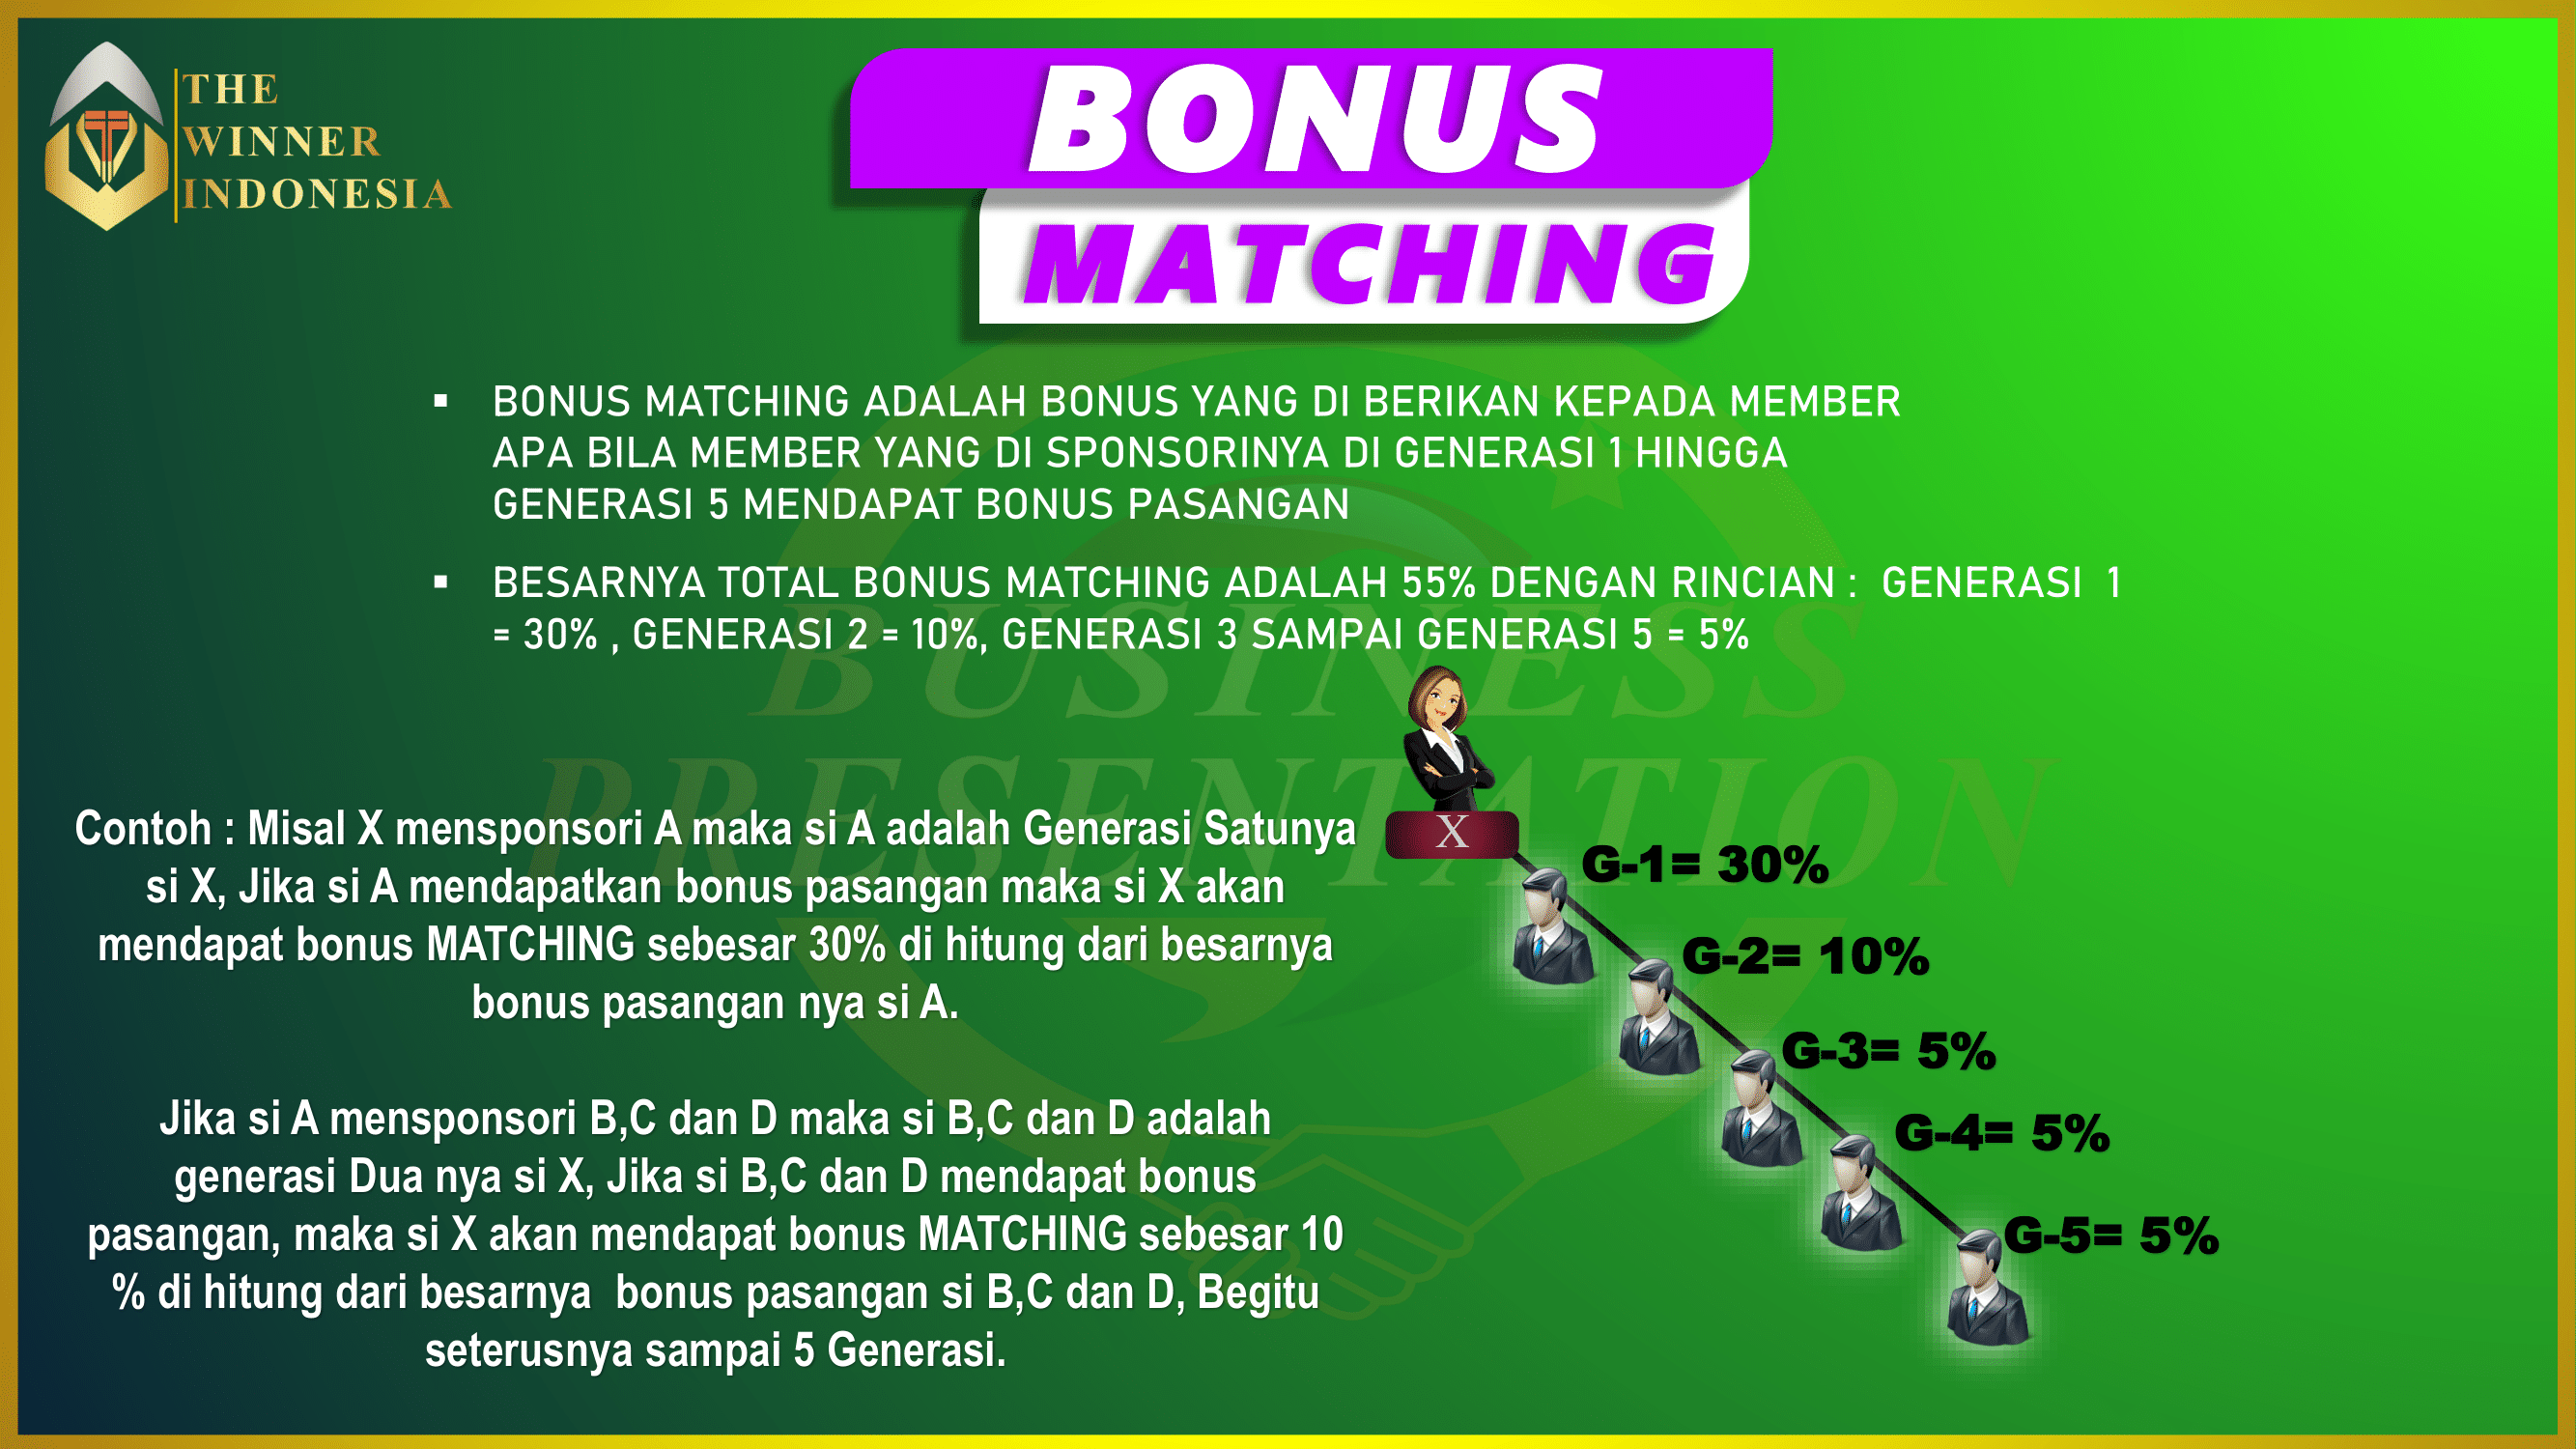 THE
WINNER
INDONESIA
BONUS
MATCHING
▪ BONUS MATCHING ADALAH BONUS YANG DI BERIKAN KEPADA MEMBER
APA BILA MEMBER YANG DI SPONSORINYA DI GENERASI 1 HINGGA
GENERASI 5 MENDAPAT BONUS PASANGAN
▪ BESARNYA TOTAL BONUS MATCHING ADALAH 55% DENGAN RINCIAN : GENERASI 1
= 30% , GENERASI 2 = 10%, GENERASI 3 SAMPAI GENERASI 5 = 5%
BUSINESS
PRESENTATION
Contoh : Misal X mensponsori A maka si A adalah Generasi Satunya
si X, Jika si A mendapatkan bonus pasangan maka si X akan
mendapat bonus MATCHING sebesar 30% di hitung dari besarnya
bonus pasangan nya si A.
Jika si A mensponsori B,C dan D maka si B,C dan D adalah
generasi Dua nya si X, Jika si B,C dan D mendapat bonus
pasangan, maka si X akan mendapat bonus MATCHING sebesar 10
% di hitung dari besarnya bonus pasangan si B,C dan D, Begitu
seterusnya sampai 5 Generasi.
X
G-1= 30%
G-2= 10%
G-3= 5%
G-4= 5%
G-5= 5%